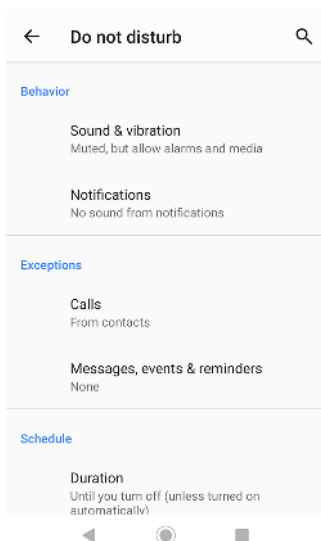 Do not disturb
Behavior
Sound & vibration
Muted, but allow alarms and media
Notifications
No sound from notifications
Exceptions
Calls
From contacts
Messages, events & reminders
None
Schedule
Duration
Until you turn off (unless turned on
automatically)